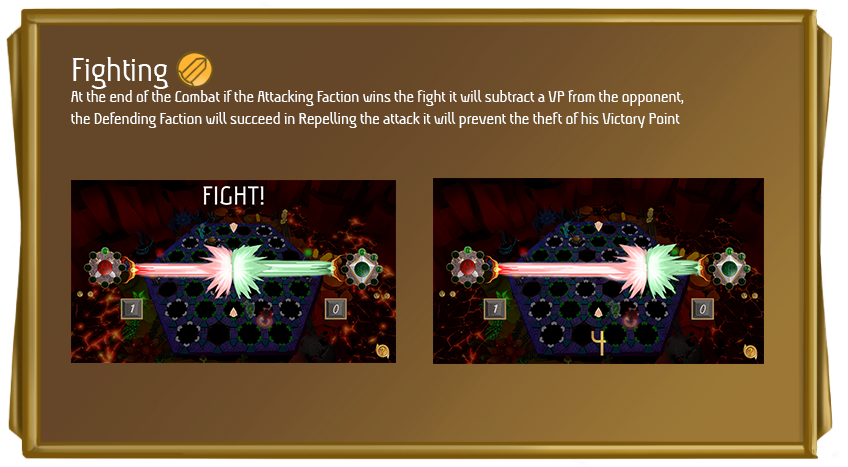 Fighting
At the end of the Combat if the Attacking Faction wins the fight it will subtract a VP from the opponent,
the Defending Faction will succeed in Repelling the attack it will prevent the theft of his Victory Point
FIGHT!
1
0
1
0
4